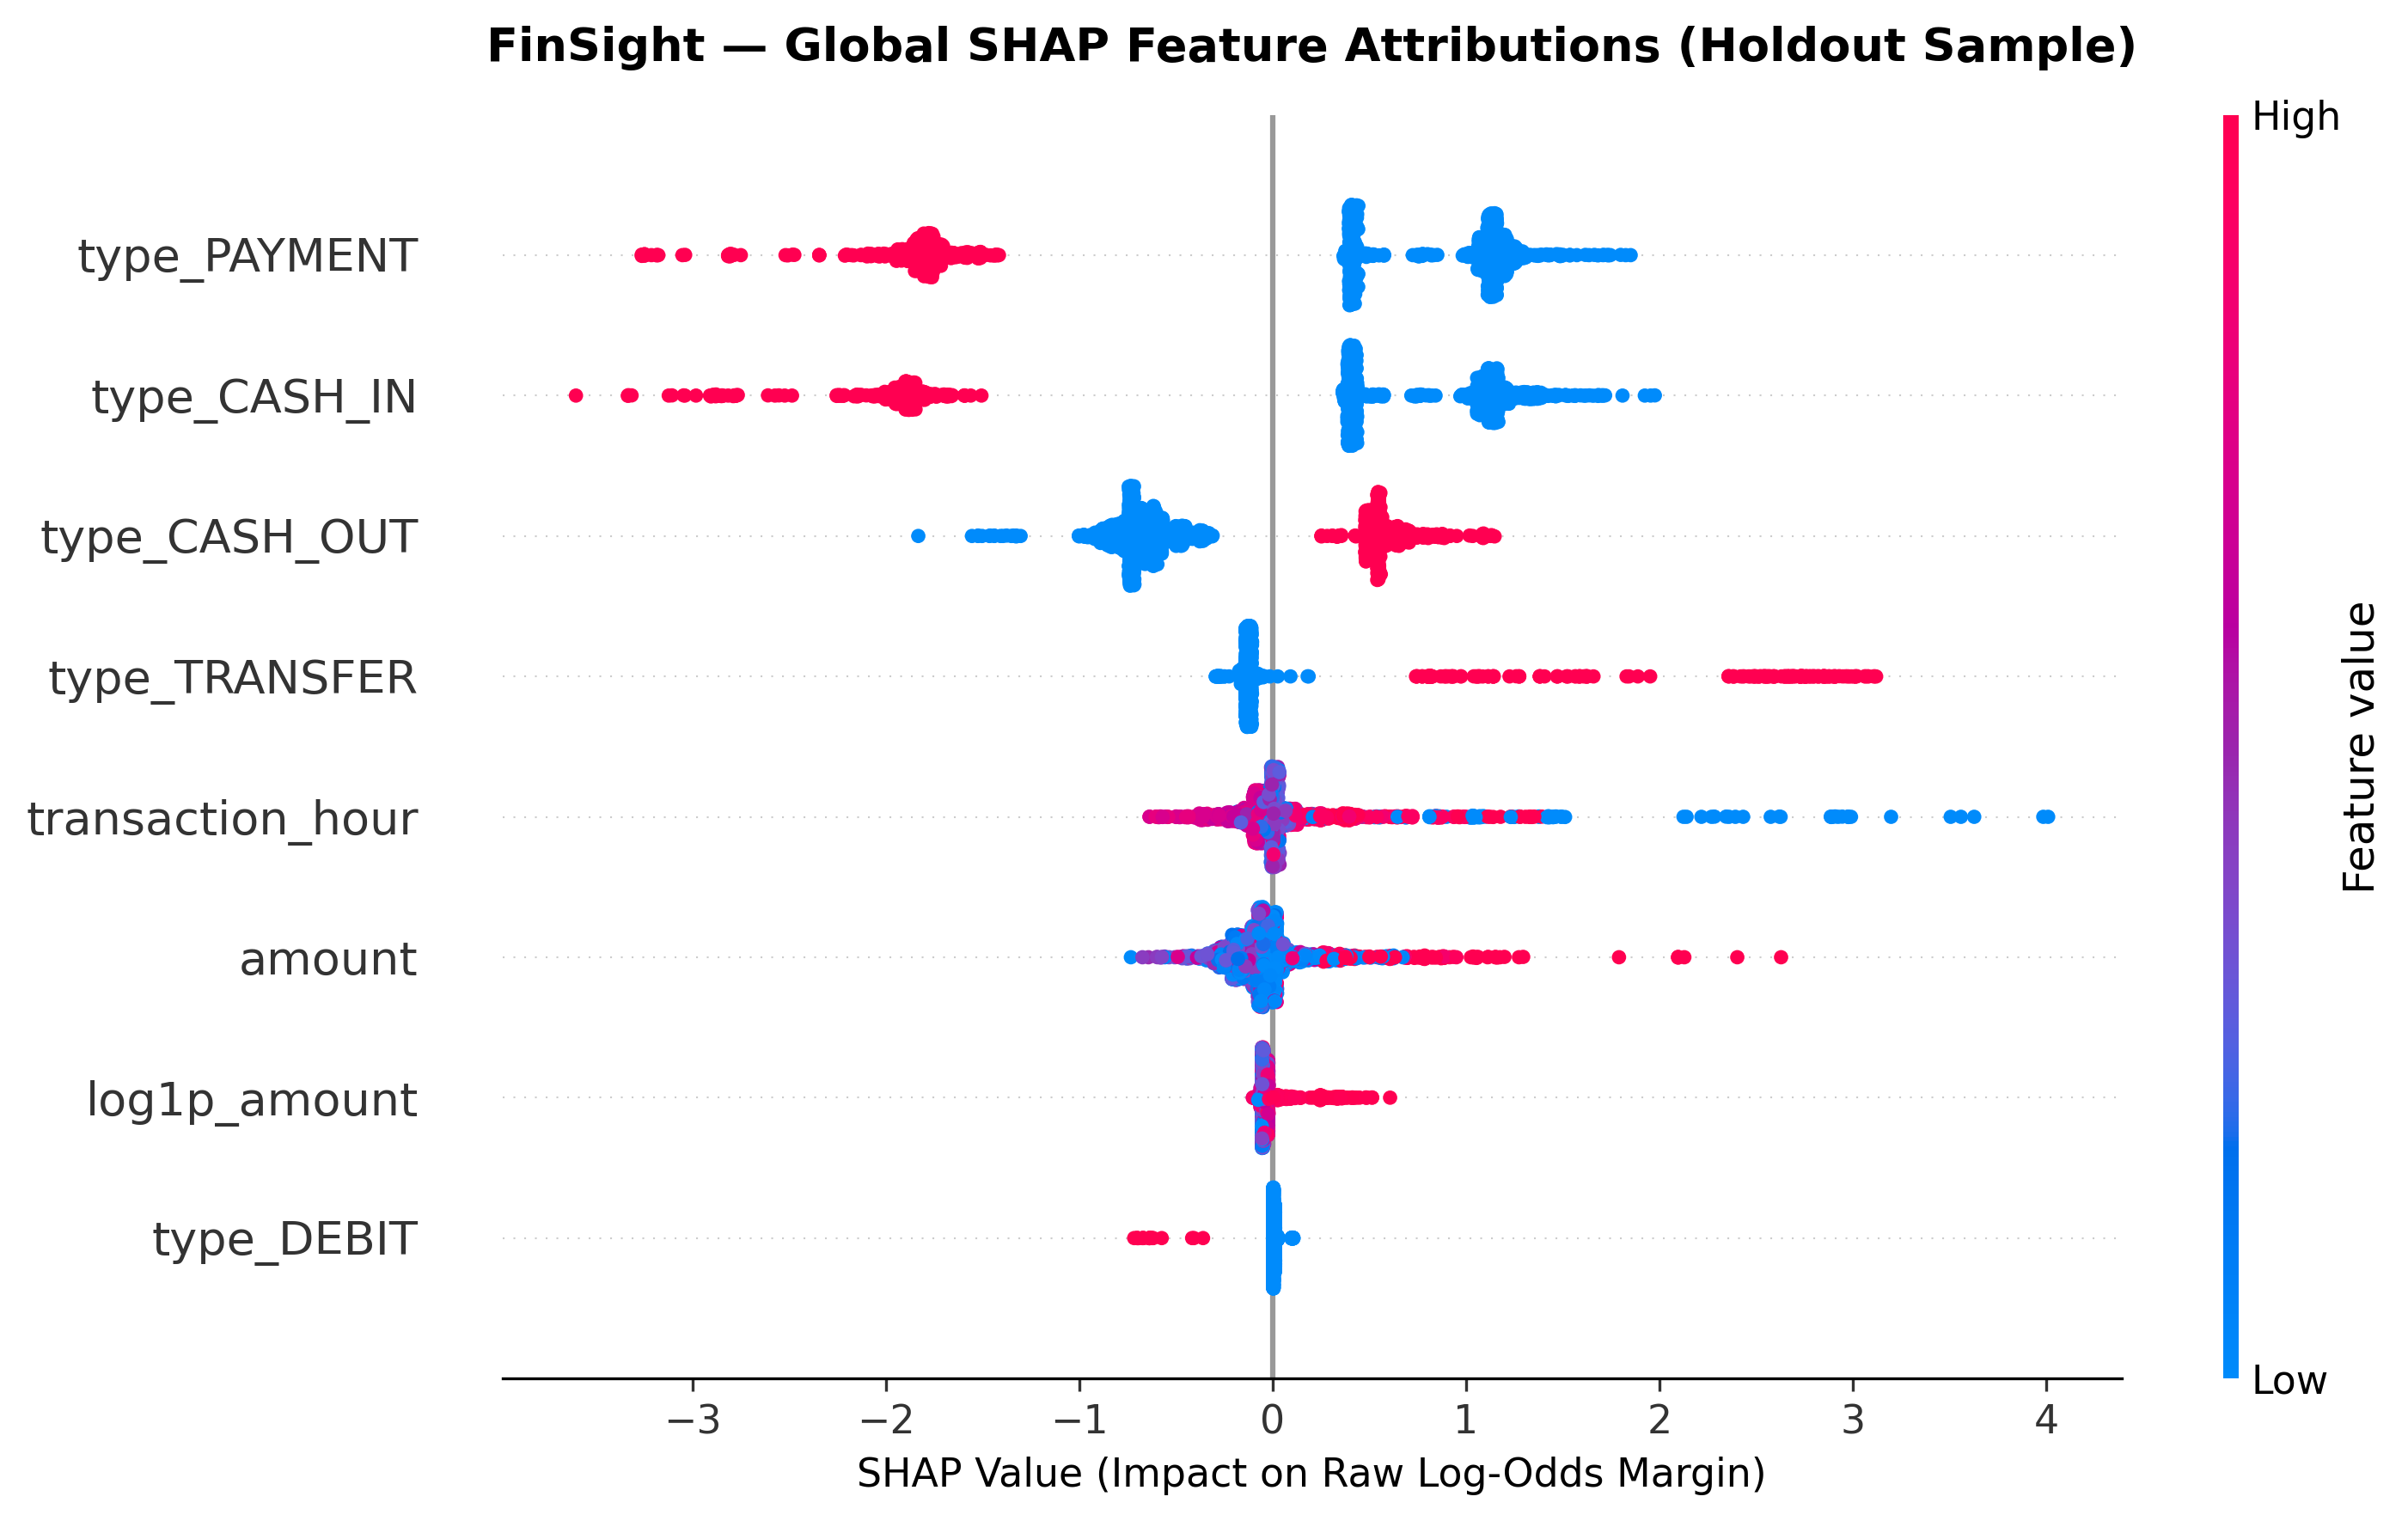 FinSight — Global SHAP Feature Attributions (Holdout Sample)
High
type_PAYMENT
type_CASH_IN
type_CASH_OUT
type_TRANSFER
transaction_hour
amount
log1p_amount
type_DEBIT
Feature value
Low
−3 −2 −1 0 1 2 3 4
SHAP Value (Impact on Raw Log-Odds Margin)